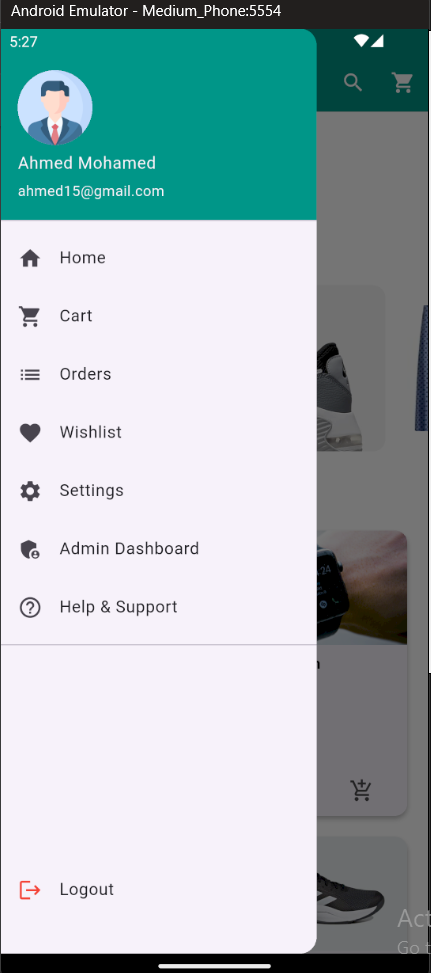 Android Emulator - Medium_Phone:5554
5:27
Ahmed Mohamed
ahmed15@gmail.com
Home
Cart
Orders
Wishlist
Settings
Admin Dashboard
Help & Support
Logout
Go t